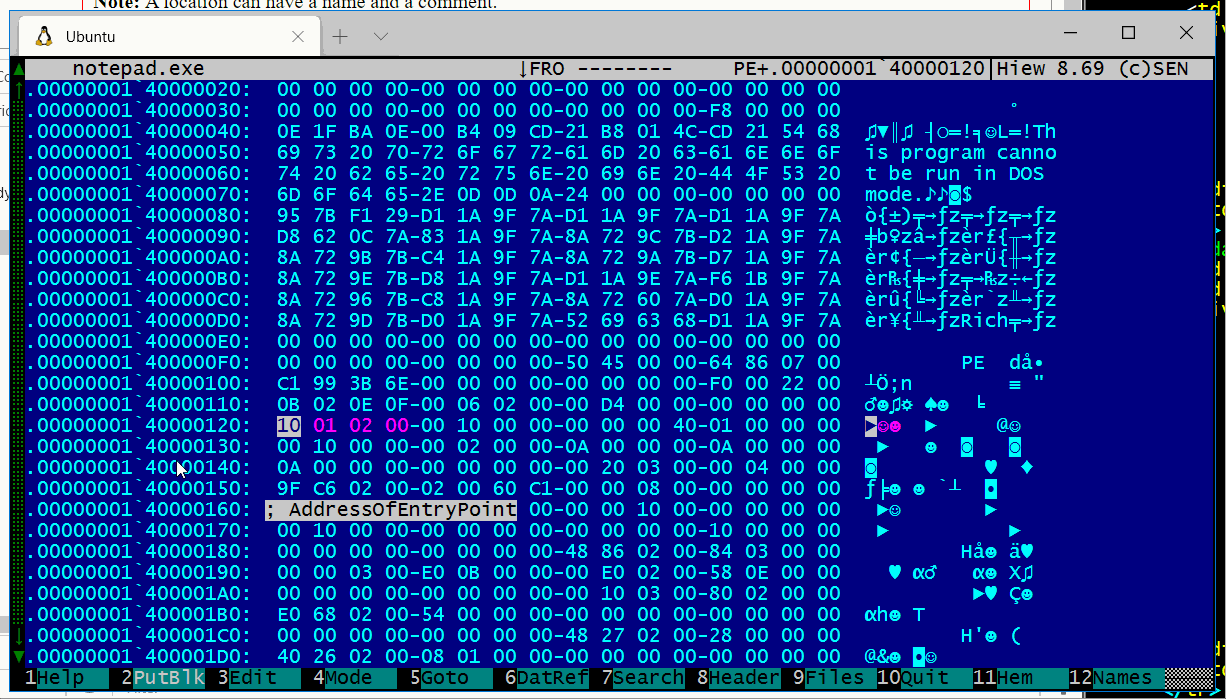 Note: A location can have a name and a comment.
Ubuntu
notepad.exe ↓FRO -------- PE+.00000001`40000120|Hiew 8.69 (c)SEN
.00000001`40000020: 00 00 00 00-00 00 00 00-00 00 00 00-00 00 00 00
.00000001`40000030: 00 00 00 00-00 00 00 00-00 00 00 00-F8 00 00 00 °
.00000001`40000040: 0E 1F BA 0E-00 B4 09 CD-21 B8 01 4C-CD 21 54 68 ♫▼║♫ ┤○=!╕☺L=!Th
.00000001`40000050: 69 73 20 70-72 6F 67 72-61 6D 20 63-61 6E 6E 6F is program canno
.00000001`40000060: 74 20 62 65-20 72 75 6E-20 69 6E 20-44 4F 53 20 t be run in DOS
.00000001`40000070: 6D 6F 64 65-2E 0D 0D 0A-24 00 00 00-00 00 00 00 mode.♪♪◙$
.00000001`40000080: 95 7B F1 29-D1 1A 9F 7A-D1 1A 9F 7A-D1 1A 9F 7A ò{±)╤→ƒz╤→ƒz╤→ƒz
.00000001`40000090: D8 62 0C 7A-83 1A 9F 7A-8A 72 9C 7B-D2 1A 9F 7A ╪b♀zâ→ƒzèr£{╥→ƒz
.00000001`400000A0: 8A 72 9B 7B-C4 1A 9F 7A-8A 72 9A 7B-D7 1A 9F 7A èr¢{─→ƒzèrÜ{╫→ƒz
.00000001`400000B0: 8A 72 9E 7B-D8 1A 9F 7A-D1 1A 9E 7A-F6 1B 9F 7A èr₧{╪→ƒz╤→₧z÷←ƒz
.00000001`400000C0: 8A 72 96 7B-C8 1A 9F 7A-8A 72 60 7A-D0 1A 9F 7A èrû{╚→ƒzèr`z╨→ƒz
.00000001`400000D0: 8A 72 9D 7B-D0 1A 9F 7A-52 69 63 68-D1 1A 9F 7A èr¥{╨→ƒzRich╤→ƒz
.00000001`400000E0: 00 00 00 00-00 00 00 00-00 00 00 00-00 00 00 00
.00000001`400000F0: 00 00 00 00-00 00 00 00-50 45 00 00-64 86 07 00 PE då•
.00000001`40000100: C1 99 3B 6E-00 00 00 00-00 00 00 00-F0 00 22 00 ┴Ö;n ≡ "
.00000001`40000110: 0B 02 0E 0F-00 06 02 00-00 D4 00 00-00 00 00 00 ♂☻♫☼ ♠☻ ╘
.00000001`40000120: 10 01 02 00-00 10 00 00-00 00 00 40-01 00 00 00 ►☺☻ ► @☺
.00000001`40000130: 00 10 00 00-00 02 00 00-0A 00 00 00-0A 00 00 00 ► ☻ ◙ ◙
.00000001`40000140: 0A 00 00 00-00 00 00 00-00 20 03 00-00 04 00 00 ◙ ♥ ♦
.00000001`40000150: 9F C6 02 00-02 00 60 C1-00 00 08 00-00 00 00 00 ƒ╞☻ ☻ `┴ ◘
.00000001`40000160: ; AddressOfEntryPoint 00-00 00 10 00-00 00 00 00 ►☺ ►
.00000001`40000170: 00 10 00 00-00 00 00 00-00 00 00 00-10 00 00 00 ► ►
.00000001`40000180: 00 00 00 00-00 00 00 00-48 86 02 00-84 03 00 00 Hå☻ ä♥
.00000001`40000190: 00 00 03 00-E0 0B 00 00-00 E0 02 00-58 0E 00 00 ♥ α♂ α☻ X♫
.00000001`400001A0: 00 00 00 00-00 00 00 00-00 10 03 00-80 02 00 00 ►♥ Ç☻
.00000001`400001B0: E0 68 02 00-54 00 00 00-00 00 00 00-00 00 00 00 αh☻ T
.00000001`400001C0: 00 00 00 00-00 00 00 00-48 27 02 00-28 00 00 00 H'☻ (
.00000001`400001D0: 40 26 02 00-08 01 00 00-00 00 00 00-00 00 00 00 @&☻ ◘☺
1Help 2PutBlk 3Edit 4Mode 5Goto 6DatRef 7Search 8Header 9Files 10Quit 11Hem 12Names